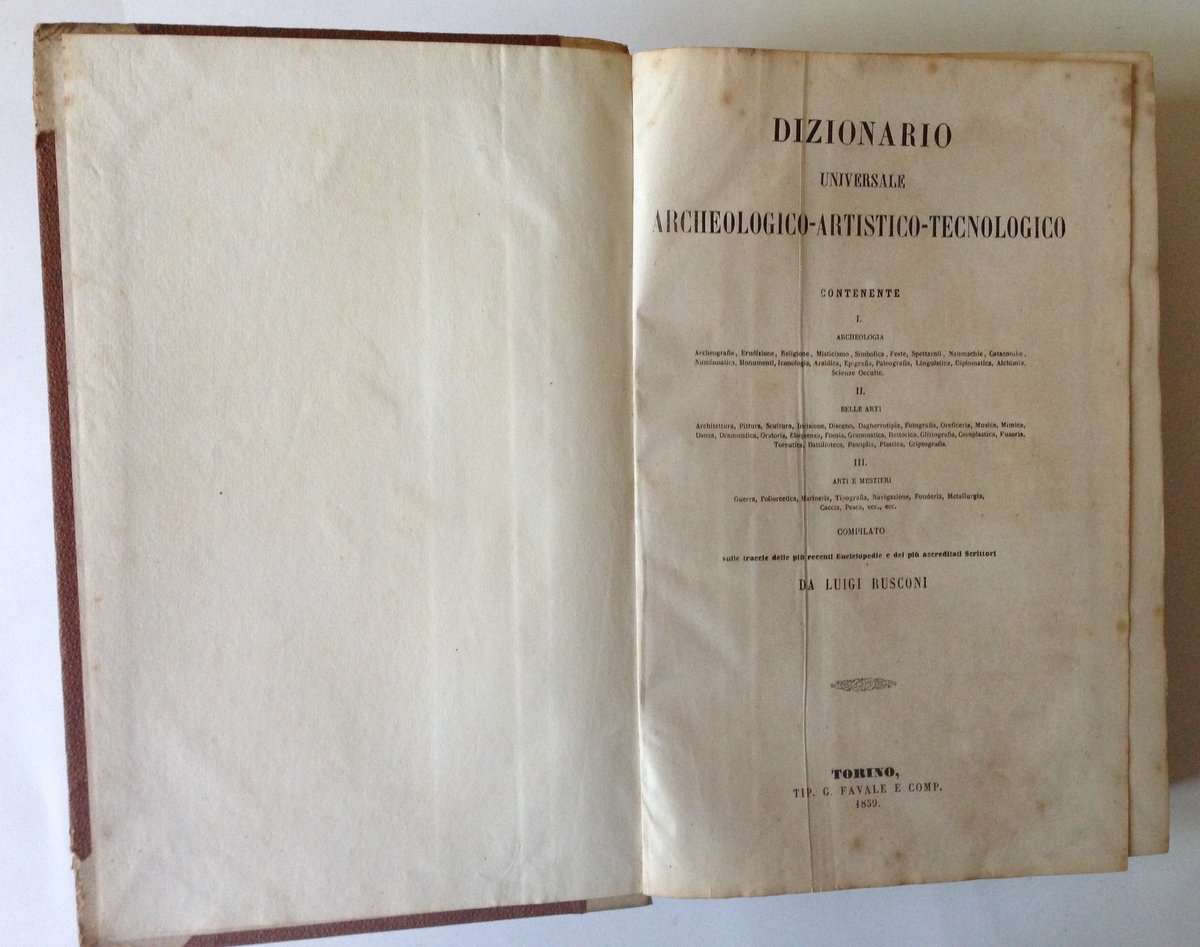 DIZIONARIO
UNIVERSALE
ARCHEOLOGICO-ARTISTICO-TECNOLOGICO
CONTENENTE
I.
ARCHEOLOGIA
Archeografia, Erudizione, Religione, Misticismo, Simbolica, Feste, Spettacoli, Naumachie, Catacombe,
Numismatica, Monumenti, Iconologia, Araldica, Epigrafia, Paleografia, Linguistica, Diplomatica, Alchimia,
Scienze Occulte.
II.
BELLE ARTI
Architettura, Pittura, Scultura, Incisione, Disegno, Dagherrotipia, Fotografia, Oreficeria, Musica, Mimica,
Danza, Drammatica, Oratoria, Eloquenza, Poesia, Grammatica, Rettorica, Glittografia, Ceroplastica, Fusoria,
Toreutica, Dattilioteca, Panoplia, Plastica, Criptografia.
III.
ARTI E MESTIERI
Guerra, Poliorcetica, Marineria, Tipografia, Navigazione, Fonderia, Metallurgia,
Caccia, Pesca, ecc., ecc.
COMPILATO
sulle traccie delle più recenti Enciclopedie e dei più accreditati Scrittori
DA LUIGI RUSCONI
TORINO,
TIP. G. FAVALE E COMP.
1859.